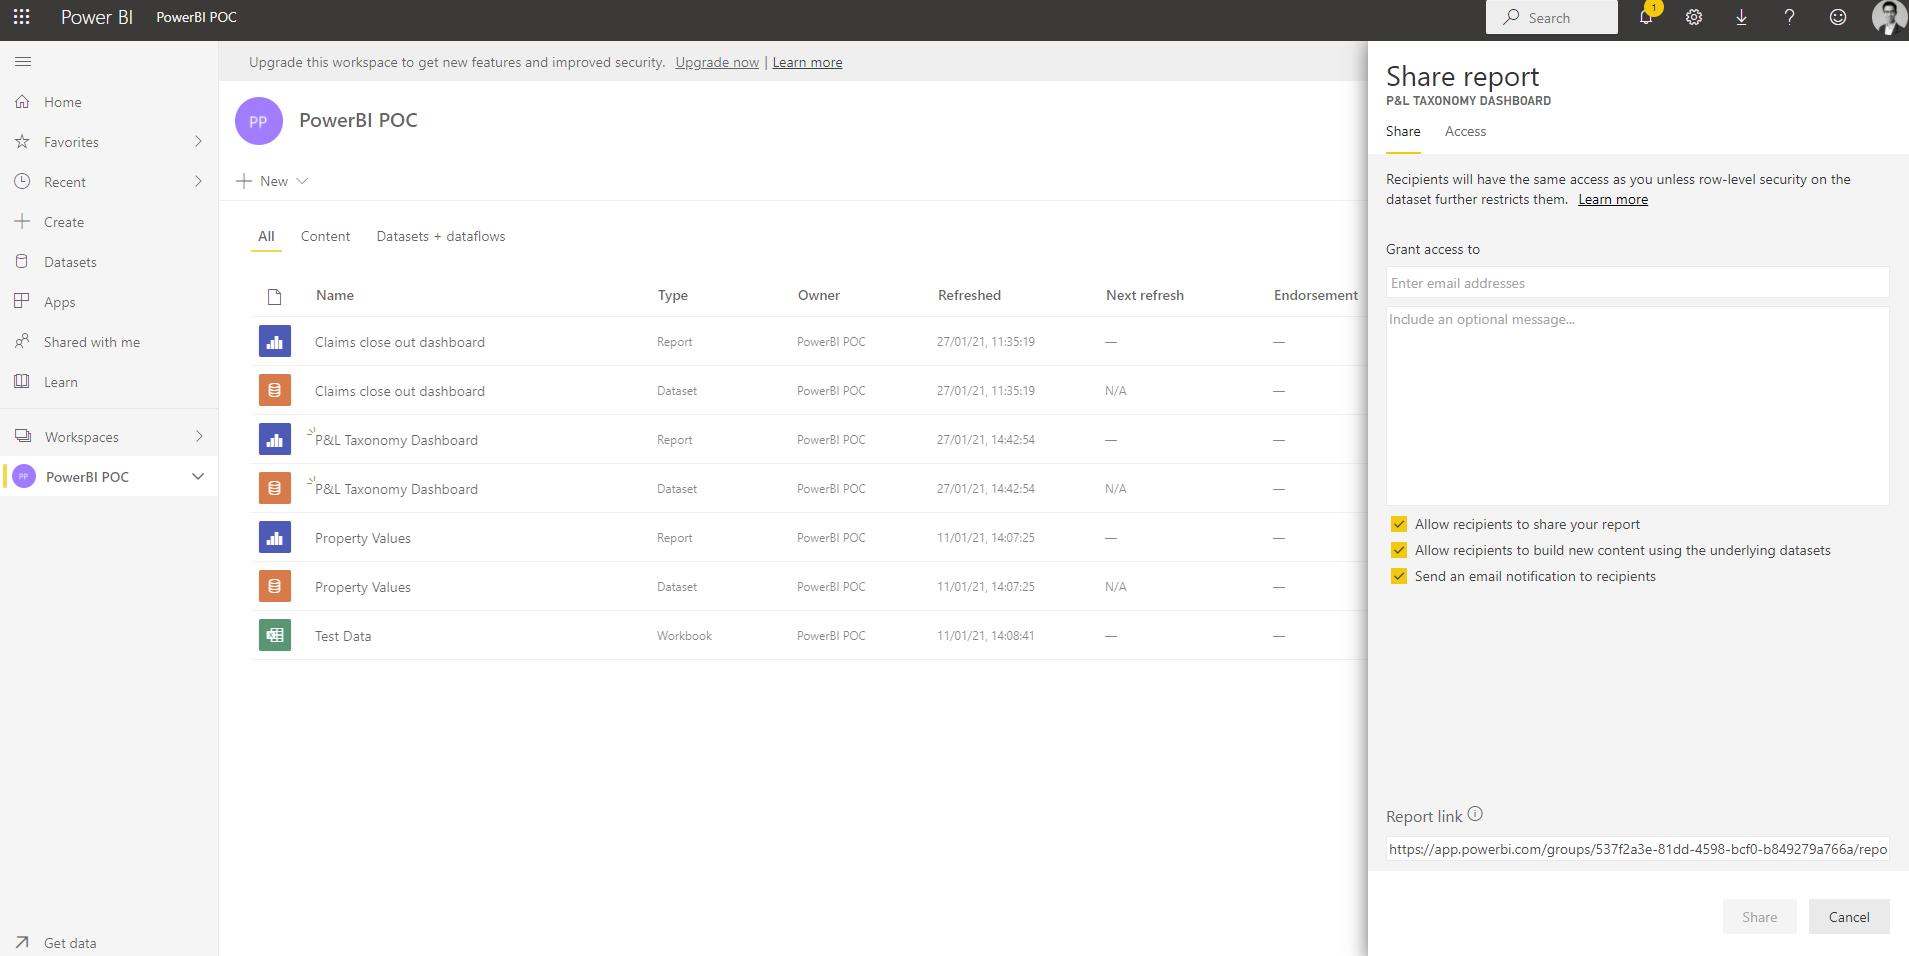 Power BI PowerBI POC
Search
1
Home
Favorites
Recent
Create
Datasets
Apps
Shared with me
Learn
Workspaces
PP PowerBI POC
Get data
Upgrade this workspace to get new features and improved security. Upgrade now | Learn more
PP PowerBI POC
New
All Content Datasets + dataflows
Name Type Owner Refreshed Next refresh Endorsement
Claims close out dashboard Report PowerBI POC 27/01/21, 11:35:19 — —
Claims close out dashboard Dataset PowerBI POC 27/01/21, 11:35:19 N/A —
P&L Taxonomy Dashboard Report PowerBI POC 27/01/21, 14:42:54 — —
P&L Taxonomy Dashboard Dataset PowerBI POC 27/01/21, 14:42:54 N/A —
Property Values Report PowerBI POC 11/01/21, 14:07:25 — —
Property Values Dataset PowerBI POC 11/01/21, 14:07:25 N/A —
Test Data Workbook PowerBI POC 11/01/21, 14:08:41 — —
Share report
P&L TAXONOMY DASHBOARD
Share Access
Recipients will have the same access as you unless row-level security on the
dataset further restricts them. Learn more
Grant access to
Enter email addresses
Include an optional message...
Allow recipients to share your report
Allow recipients to build new content using the underlying datasets
Send an email notification to recipients
Report link
https://app.powerbi.com/groups/537f2a3e-81dd-4598-bcf0-b849279a766a/repo
Share Cancel